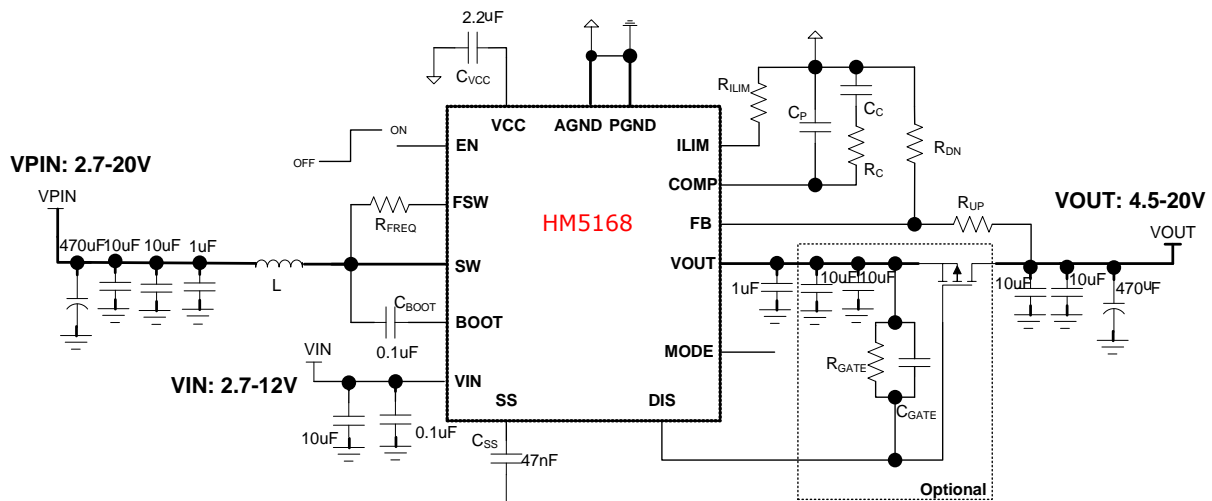 2.2uF
CVCC
VCC
AGND
PGND
RILIM
CP
CC
RC
RDN
ON
OFF
EN
ILIM
COMP
VPIN: 2.7-20V
VPIN
FSW
RFREQ
HM5168
FB
RUP
VOUT: 4.5-20V
VOUT
470uF
10uF
10uF
1uF
L
SW
VOUT
1uF
10uF
10uF
10uF
10uF
470uF
CBOOT
0.1uF
BOOT
MODE
RGATE
CGATE
VIN
VIN: 2.7-12V
VIN
10uF
0.1uF
SS
DIS
CSS
47nF
Optional